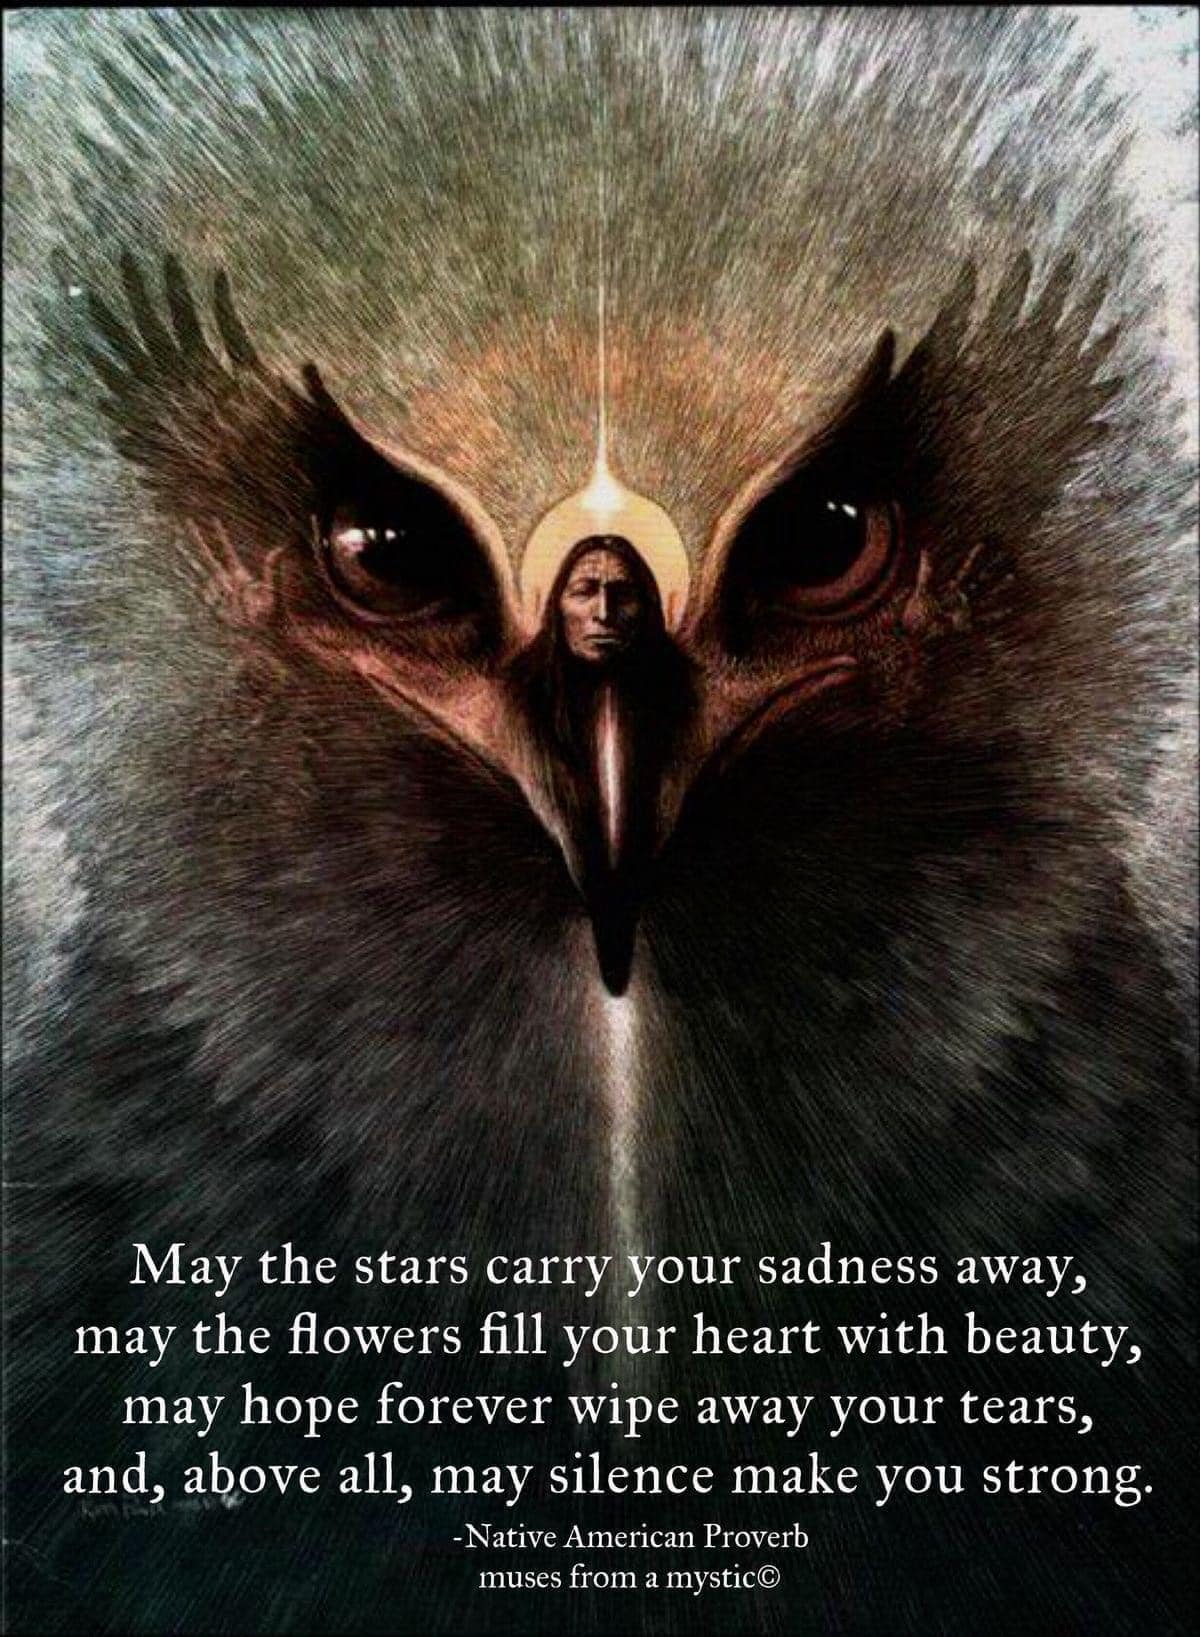 May the stars carry your sadness away,
may the flowers fill your heart with beauty,
may hope forever wipe away your tears,
and, above all, may silence make you strong.
-Native American Proverb
muses from a mystic©